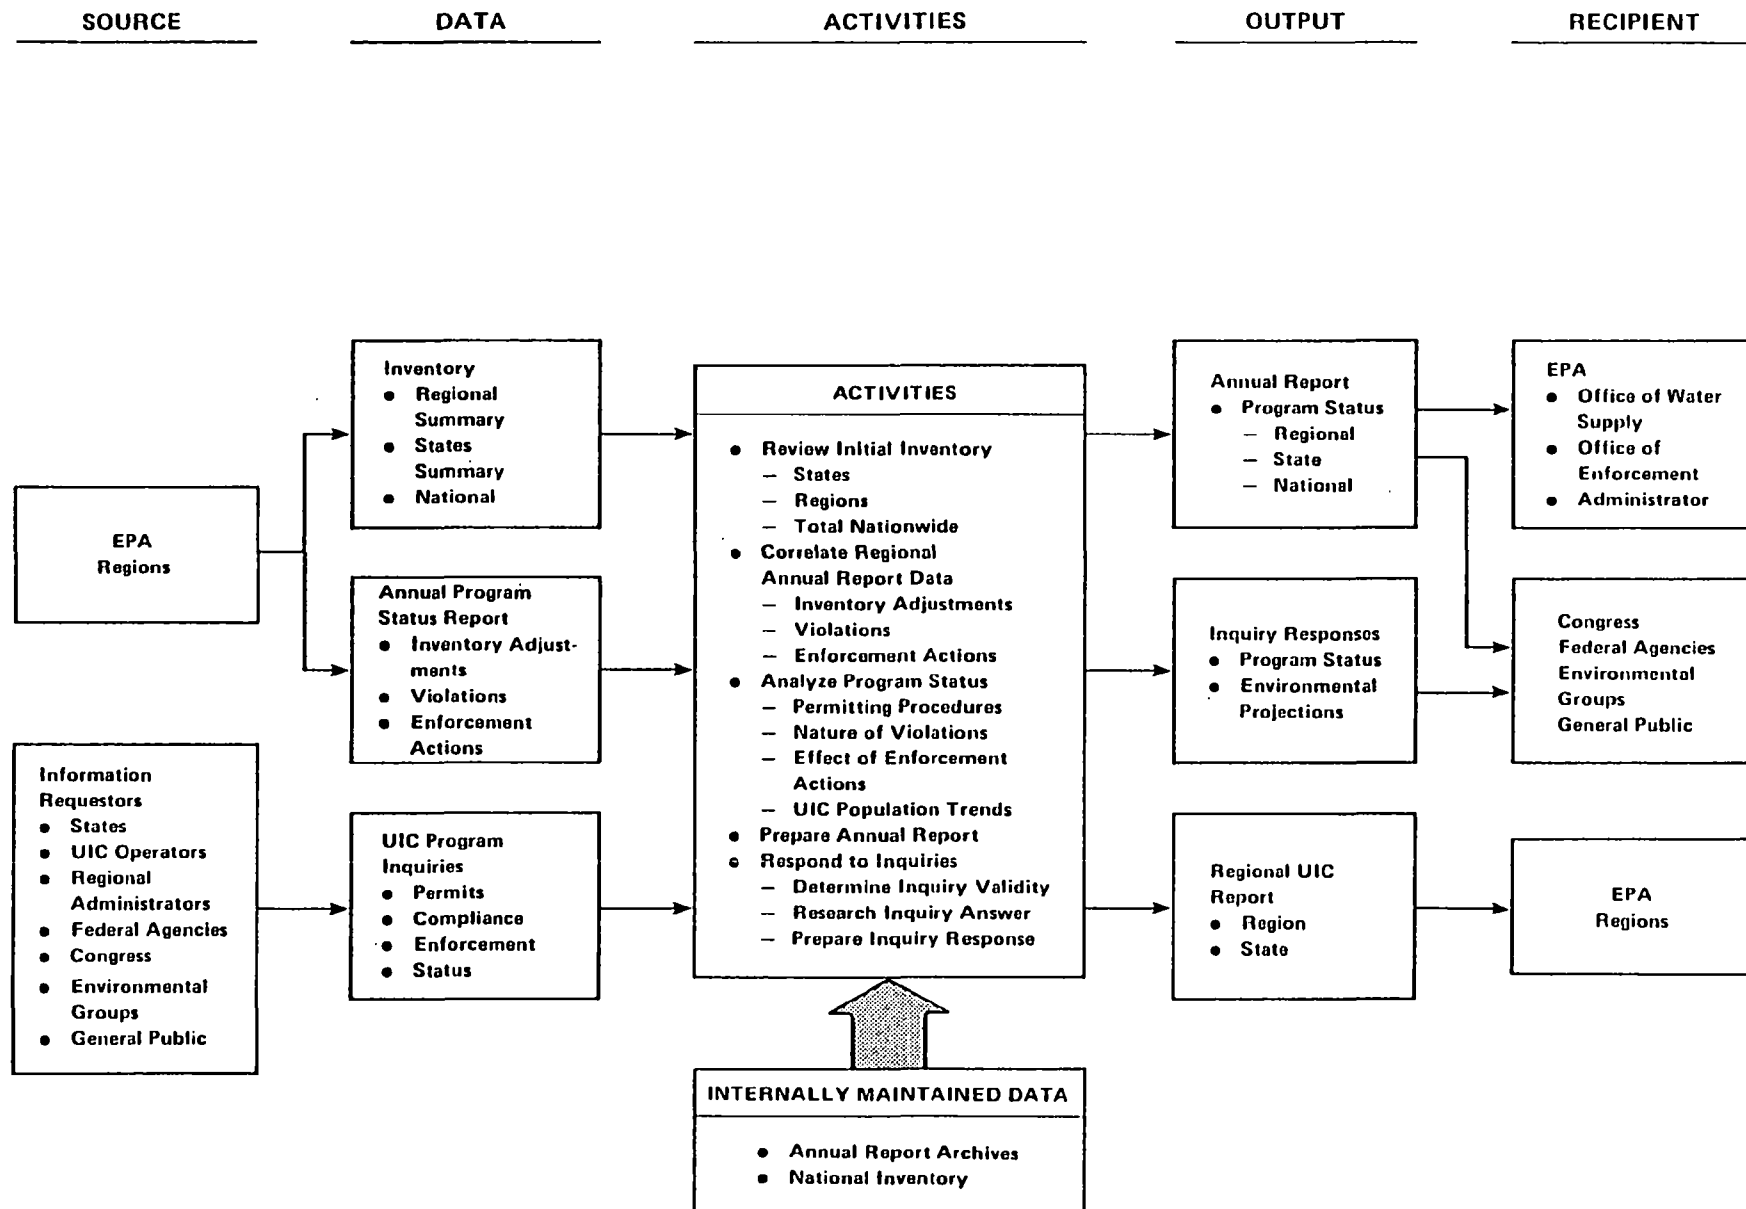 SOURCE
DATA
ACTIVITIES
OUTPUT
RECIPIENT
EPA
Regions
Information
Requestors
● States
● UIC Operators
● Regional
Administrators
● Federal Agencies
● Congress
● Environmental
Groups
● General Public
Inventory
● Regional
Summary
● States
Summary
● National
Annual Program
Status Report
● Inventory Adjust-
ments
● Violations
● Enforcement
Actions
UIC Program
Inquiries
● Permits
● Compliance
● Enforcement
● Status
ACTIVITIES
● Review Initial Inventory
– States
– Regions
– Total Nationwide
● Correlate Regional
Annual Report Data
– Inventory Adjustments
– Violations
– Enforcement Actions
● Analyze Program Status
– Permitting Procedures
– Nature of Violations
– Effect of Enforcement
Actions
– UIC Population Trends
● Prepare Annual Report
● Respond to Inquiries
– Determine Inquiry Validity
– Research Inquiry Answer
– Prepare Inquiry Response
INTERNALLY MAINTAINED DATA
● Annual Report Archives
● National Inventory
Annual Report
● Program Status
– Regional
– State
– National
Inquiry Responses
● Program Status
● Environmental
Projections
Regional UIC
Report
● Region
● State
EPA
● Office of Water
Supply
● Office of
Enforcement
● Administrator
Congress
Federal Agencies
Environmental
Groups
General Public
EPA
Regions